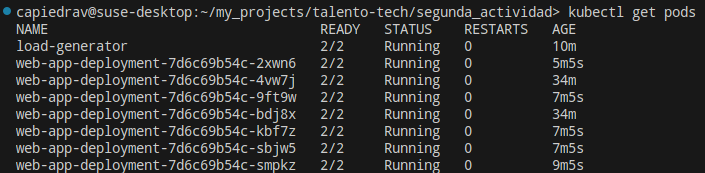 capiedrav@suse-desktop:~/my_projects/talento-tech/segunda_actividad> kubectl get pods
NAME READY STATUS RESTARTS AGE
load-generator 2/2 Running 0 10m
web-app-deployment-7d6c69b54c-2xwn6 2/2 Running 0 5m5s
web-app-deployment-7d6c69b54c-4vw7j 2/2 Running 0 34m
web-app-deployment-7d6c69b54c-9ft9w 2/2 Running 0 7m5s
web-app-deployment-7d6c69b54c-bdj8x 2/2 Running 0 34m
web-app-deployment-7d6c69b54c-kbf7z 2/2 Running 0 7m5s
web-app-deployment-7d6c69b54c-sbjw5 2/2 Running 0 7m5s
web-app-deployment-7d6c69b54c-smpkz 2/2 Running 0 9m5s